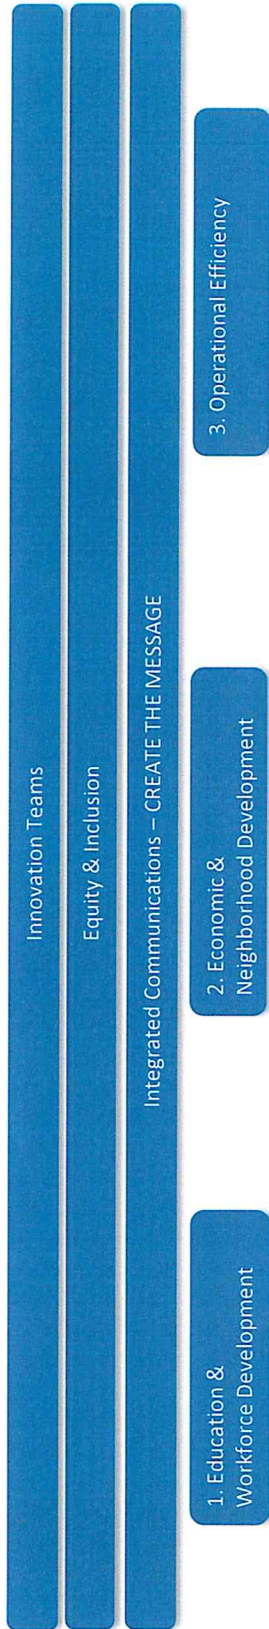 Innovation Teams
Equity & Inclusion
Integrated Communications – CREATE THE MESSAGE
1. Education &
Workforce Development
2. Economic &
Neighborhood Development
3. Operational Efficiency